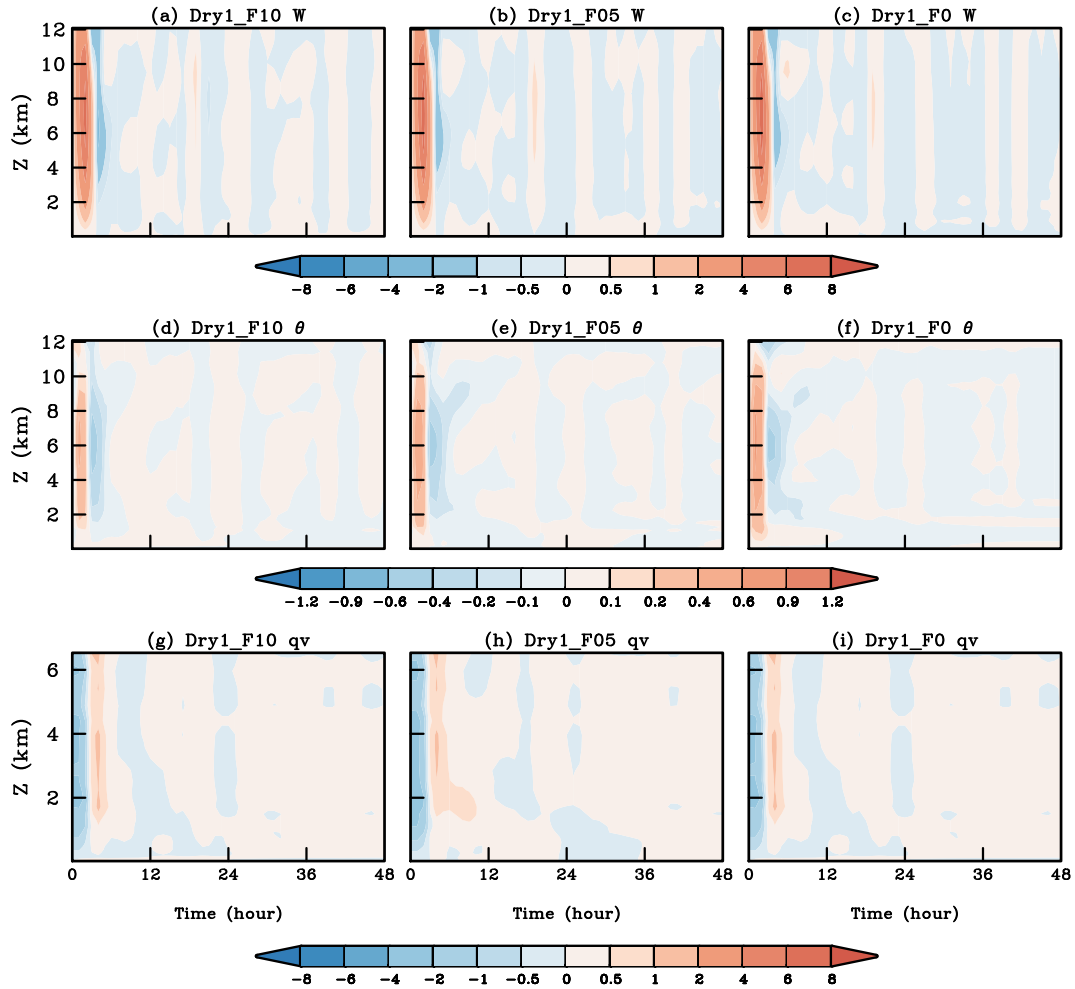 (a) Dry1_F10 W (b) Dry1_F05 W (c) Dry1_F0 W
12
10
8
6
4
2
Z (km)
-8 -6 -4 -2 -1 -0.5 0 0.5 1 2 4 6 8
(d) Dry1_F10 θ (e) Dry1_F05 θ (f) Dry1_F0 θ
12
10
8
6
4
2
Z (km)
-1.2 -0.9 -0.6 -0.4 -0.2 -0.1 0 0.1 0.2 0.4 0.6 0.9 1.2
(g) Dry1_F10 qv (h) Dry1_F05 qv (i) Dry1_F0 qv
6
4
2
Z (km)
0 12 24 36 48 0 12 24 36 48 0 12 24 36 48
Time (hour) Time (hour) Time (hour)
-8 -6 -4 -2 -1 -0.5 0 0.5 1 2 4 6 8